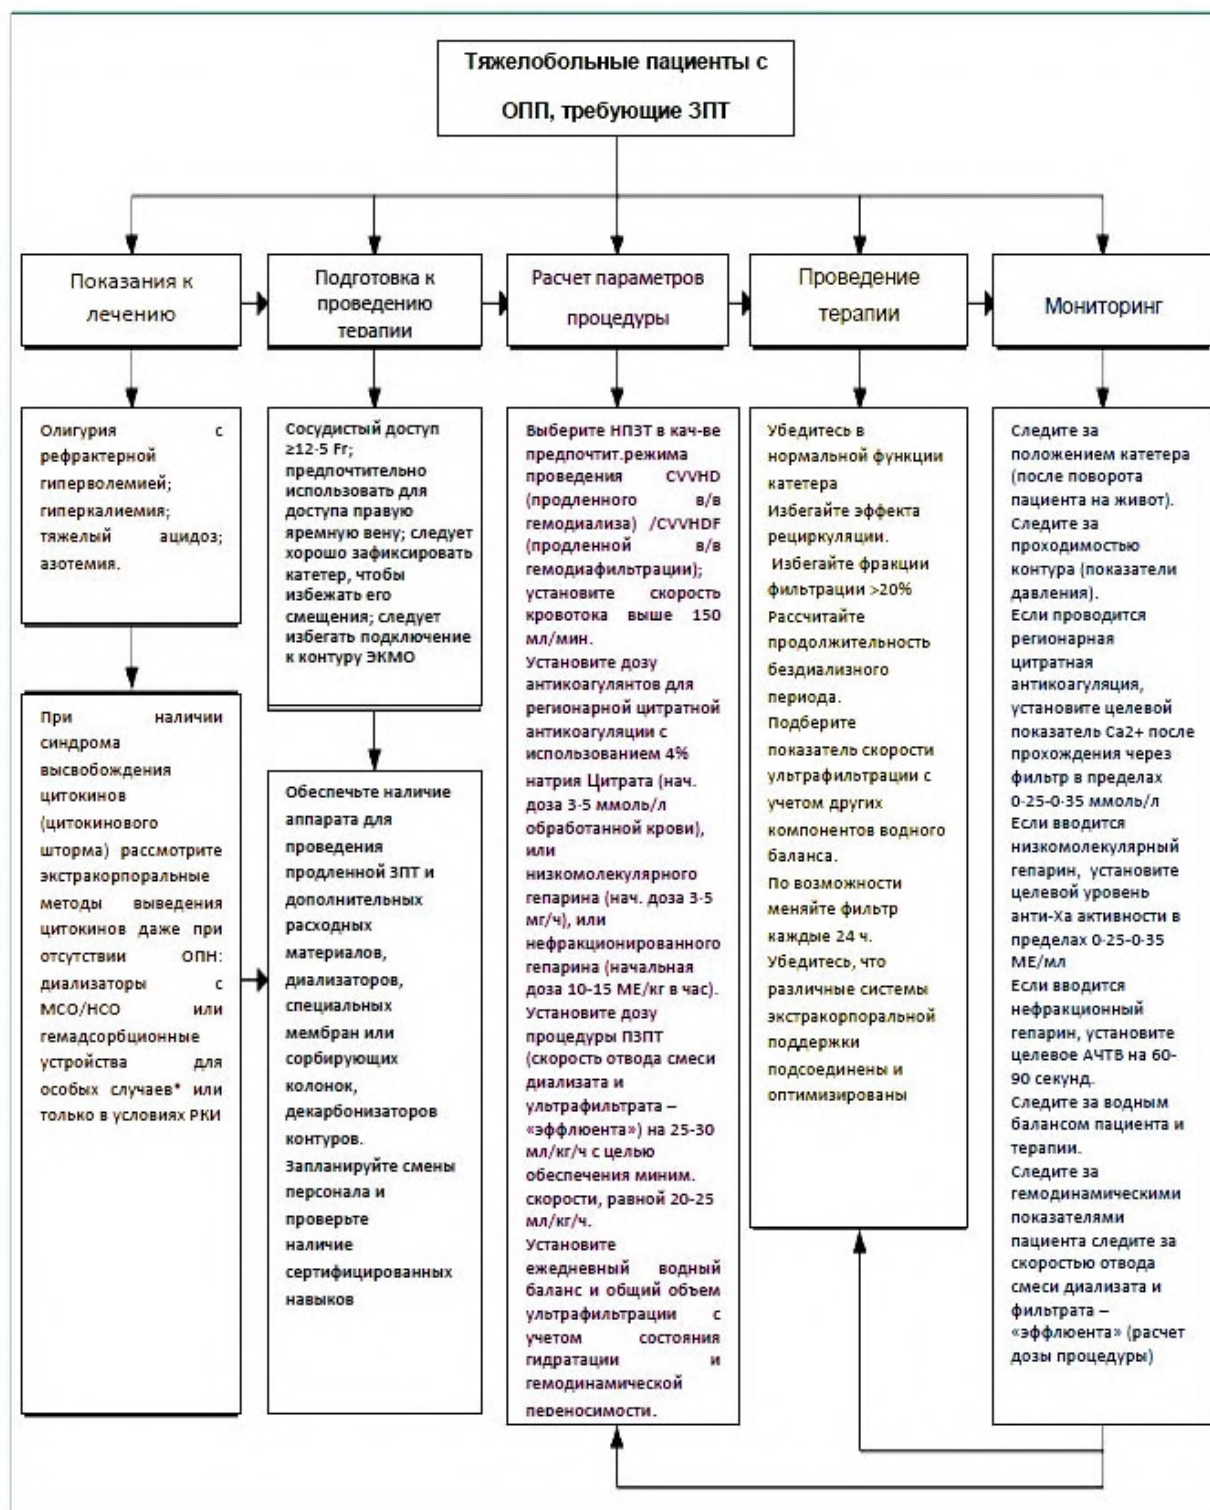 Тяжелобольные пациенты с
ОПП, требующие ЗПТ
Показания к
лечению
Подготовка к
проведению
терапии
Расчет параметров
процедуры
Проведение
терапии
Мониторинг
Олигурия с
рефрактерной
гиперволемией;
гиперкалиемия;
тяжелый ацидоз;
азотемия.
При наличии
синдрома
высвобождения
цитокинов
(цитокинового
шторма) рассмотрите
экстракорпоральные
методы выведения
цитокинов даже при
отсутствии ОПН:
диализаторы с
МСО/НСО или
гемадсорбционные
устройства для
особых случаев* или
только в условиях РКИ
Сосудистый доступ
≥12·5 Fr;
предпочтительно
использовать для
доступа правую
яремную вену; следует
хорошо зафиксировать
катетер, чтобы
избежать его
смещения; следует
избегать подключение
к контуру ЭКМО
Обеспечьте наличие
аппарата для
проведения
продленной ЗПТ и
дополнительных
расходных
материалов,
диализаторов,
специальных
мембран или
сорбирующих
колонок,
декарбонизаторов
контуров.
Запланируйте смены
персонала и
проверьте
наличие
сертифицированных
навыков
Выберите НПЗТ в кач-ве
предпочтит.режима
проведения CVVHD
(продленного в/в
гемодиализа) /CVVHDF
(продленной в/в
гемодиафильтрации);
установите скорость
кровотока выше 150
мл/мин.
Установите дозу
антикоагулянтов для
регионарной цитратной
антикоагуляции с
использованием 4%
натрия Цитрата (нач.
доза 3·5 ммоль/л
обработанной крови),
или
низкомолекулярного
гепарина (нач. доза 3·5
мг/ч), или
нефракционированного
гепарина (начальная
доза 10-15 МЕ/кг в час).
Установите дозу
процедуры ПЗПТ
(скорость отвода смеси
диализата и
ультрафильтрата –
«эффлюента») на 25-30
мл/кг/ч с целью
обеспечения миним.
скорости, равной 20-25
мл/кг/ч.
Установите
ежедневный водный
баланс и общий объем
ультрафильтрации с
учетом состояния
гидратации и
гемодинамической
переносимости.
Убедитесь в
нормальной функции
катетера
Избегайте эффекта
рециркуляции.
Избегайте фракции
фильтрации >20%
Рассчитайте
продолжительность
бездиализного
периода.
Подберите
показатель скорости
ультрафильтрации с
учетом других
компонентов водного
баланса.
По возможности
меняйте фильтр
каждые 24 ч.
Убедитесь, что
различные системы
экстракорпоральной
поддержки
подсоединены и
оптимизированы
Следите за
положением катетера
(после поворота
пациента на живот).
Следите за
проходимостью
контура (показатели
давления).
Если проводится
регионарная
цитратная
антикоагуляция,
установите целевой
показатель Ca2+ после
прохождения через
фильтр в пределах
0·25-0·35 ммоль/л
Если вводится
низкомолекулярный
гепарин, установите
целевой уровень
анти-Ха активности в
пределах 0·25-0·35
МЕ/мл
Если вводится
нефракционный
гепарин, установите
целевое АЧТВ на 60-
90 секунд.
Следите за водным
балансом пациента и
терапии.
Следите за
гемодинамическими
показателями
пациента следите за
скоростью отвода
смеси диализата и
фильтрата –
«эффлюента» (расчет
дозы процедуры)